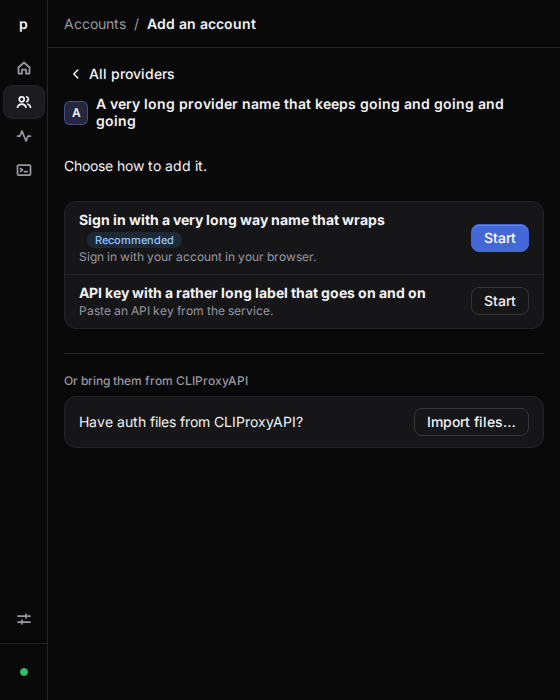 p
Accounts / Add an account
All providers
A
A very long provider name that keeps going and going and
going
Choose how to add it.
Sign in with a very long way name that wraps
Recommended
Sign in with your account in your browser.
Start
API key with a rather long label that goes on and on
Paste an API key from the service.
Start
Or bring them from CLIProxyAPI
Have auth files from CLIProxyAPI?
Import files...